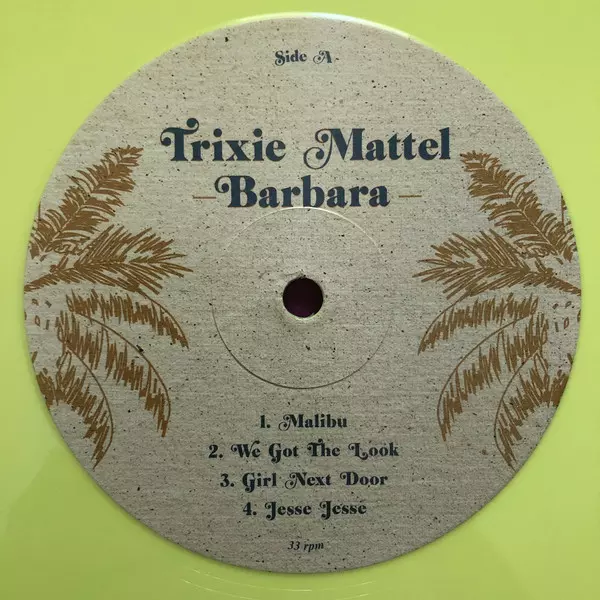 Side A
Trixie Mattel
Barbara
1. Malibu
2. We Got The Look
3. Girl Next Door
4. Jesse Jesse
33 rpm